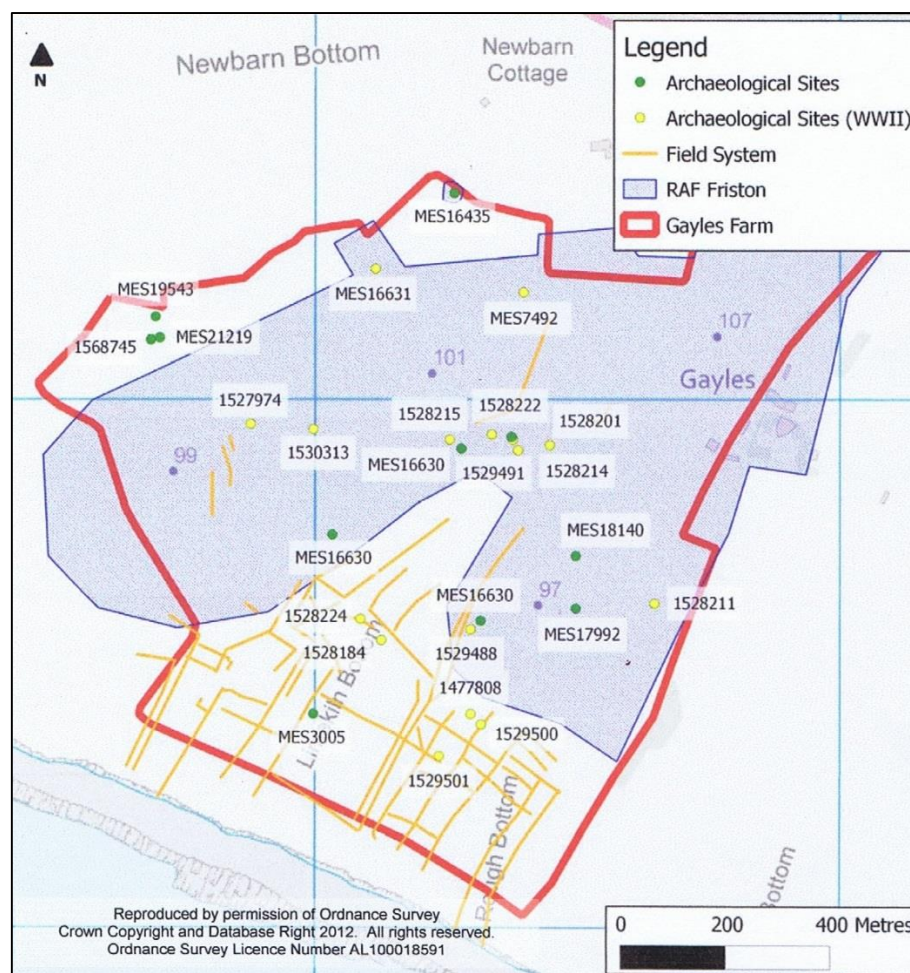 N
Newbarn Bottom
Newbarn
Cottage
Legend
Archaeological Sites
Archaeological Sites (WWII)
Field System
RAF Friston
Gayles Farm
MES16435
MES19543
MES16631
MES7492
1568745
MES21219
107
101
Gayles
1527974
1528215
1528222
1528201
99
1530313
MES16630
1529491
1528214
MES18140
MES16630
MES16630
97
1528211
1528224
MES17992
1528184
1529488
1477808
MES3005
Limekiln Bottom
1529500
1529501
Rough Bottom
Bottom
Reproduced by permission of Ordnance Survey
Crown Copyright and Database Right 2012. All rights reserved.
Ordnance Survey Licence Number AL100018591
0 200 400 Metres